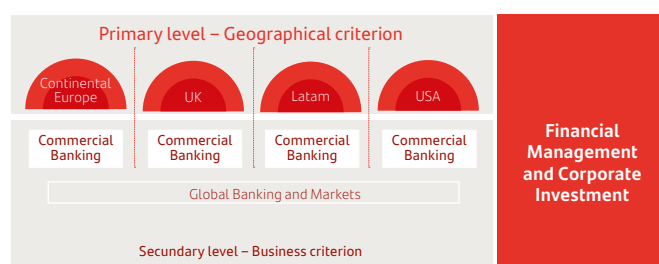 Primary level – Geographical criterion
Continental
Europe
UK
Latam
USA
Commercial
Banking
Commercial
Banking
Commercial
Banking
Commercial
Banking
Global Banking and Markets
Secundary level – Business criterion
Financial
Management
and Corporate
Investment